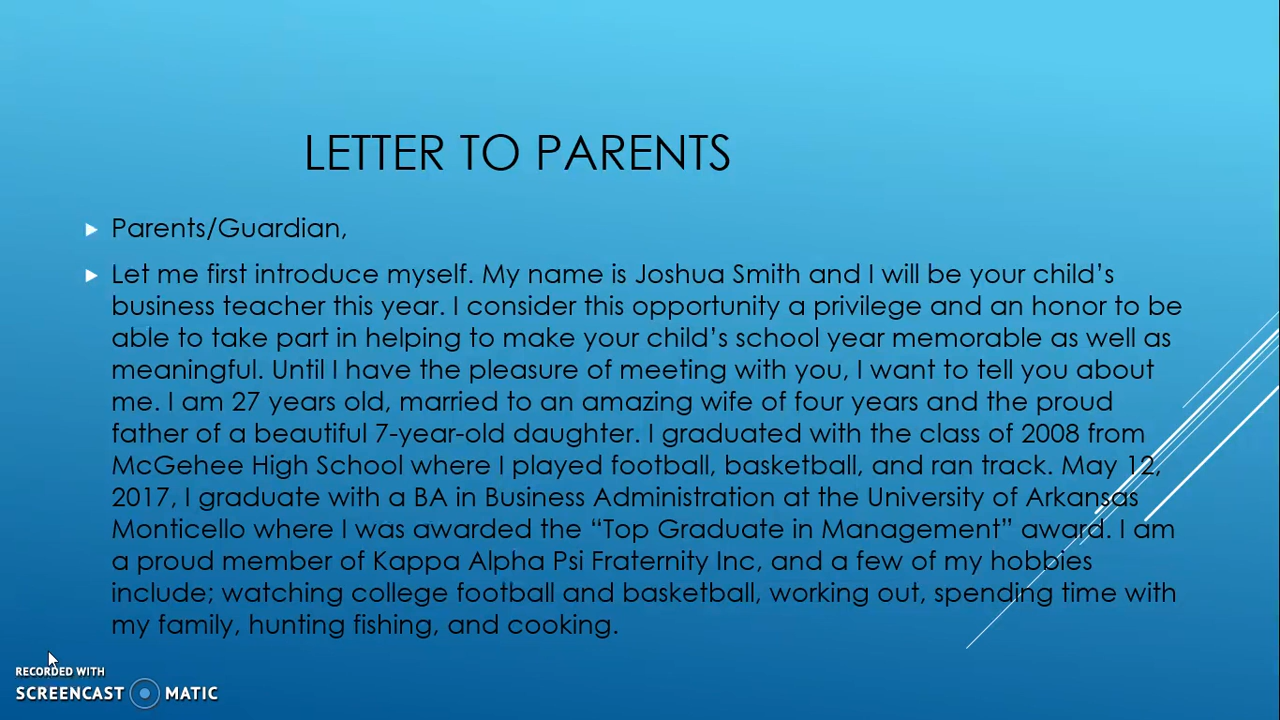 LETTER TO PARENTS
Parents/Guardian,
Let me first introduce myself. My name is Joshua Smith and I will be your child’s
business teacher this year. I consider this opportunity a privilege and an honor to be
able to take part in helping to make your child’s school year memorable as well as
meaningful. Until I have the pleasure of meeting with you, I want to tell you about
me. I am 27 years old, married to an amazing wife of four years and the proud
father of a beautiful 7-year-old daughter. I graduated with the class of 2008 from
McGehee High School where I played football, basketball, and ran track. May 12,
2017, I graduate with a BA in Business Administration at the University of Arkansas
Monticello where I was awarded the “Top Graduate in Management” award. I am
a proud member of Kappa Alpha Psi Fraternity Inc, and a few of my hobbies
include; watching college football and basketball, working out, spending time with
my family, hunting fishing, and cooking.
RECORDED WITH
SCREENCAST MATIC